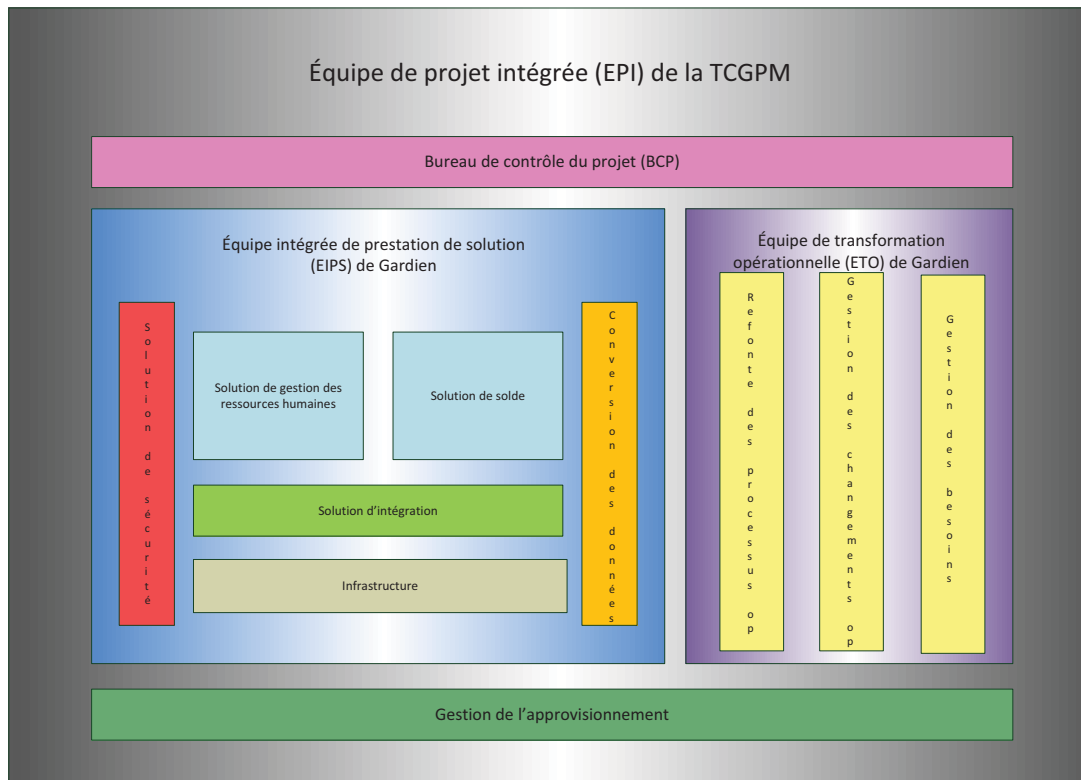 Équipe de projet intégrée (EPI) de la TCGPM
Bureau de contrôle du projet (BCP)
Équipe intégrée de prestation de solution
(EIPS) de Gardien
Solution de sécurité
Solution de gestion des
ressources humaines
Solution de solde
Solution d’intégration
Infrastructure
Conversion des données
Équipe de transformation
opérationnelle (ETO) de Gardien
Refonte des processus op
Gestion des changements op
Gestion des besoins
Gestion de l’approvisionnement